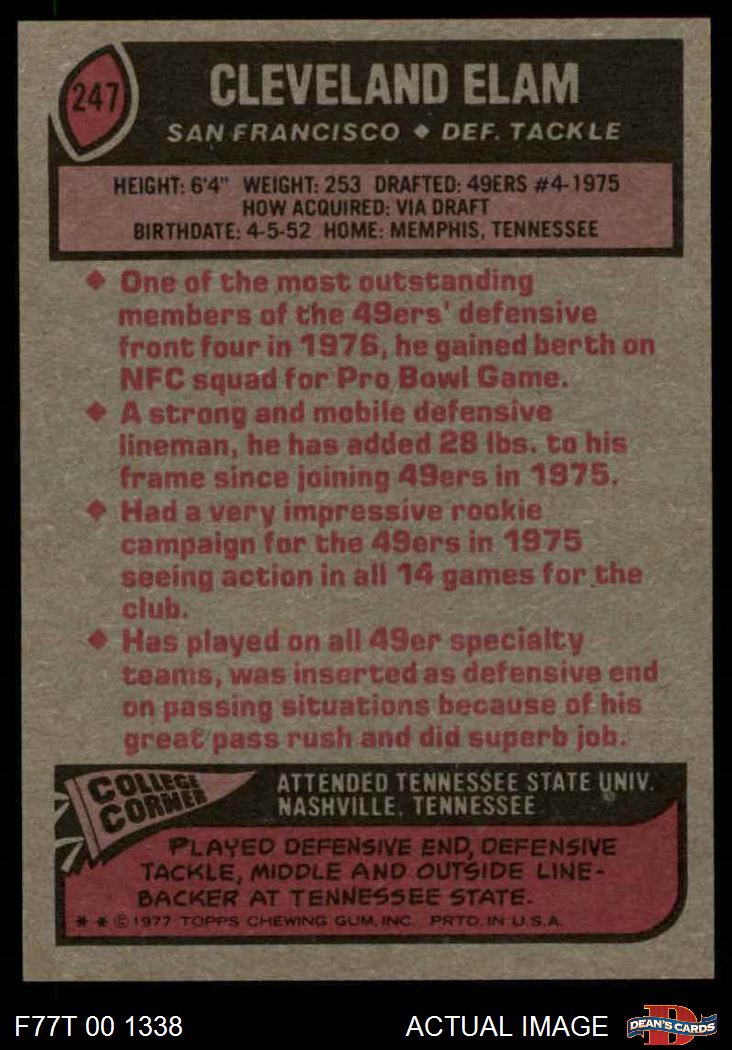 247
CLEVELAND ELAM
SAN FRANCISCO ◆ DEF. TACKLE
HEIGHT: 6'4" WEIGHT: 253 DRAFTED: 49ERS #4-1975
HOW ACQUIRED: VIA DRAFT
BIRTHDATE: 4-5-52 HOME: MEMPHIS, TENNESSEE
◆ One of the most outstanding
members of the 49ers' defensive
front four in 1976, he gained berth on
NFC squad for Pro Bowl Game.
◆ A strong and mobile defensive
lineman, he has added 28 lbs. to his
frame since joining 49ers in 1975.
◆ Had a very impressive rookie
campaign for the 49ers in 1975
seeing action in all 14 games for the
club.
◆ Has played on all 49er specialty
teams, was inserted as defensive end
on passing situations because of his
great pass rush and did superb job.
COLLEGE
CORNER
ATTENDED TENNESSEE STATE UNIV.
NASHVILLE, TENNESSEE
PLAYED DEFENSIVE END, DEFENSIVE
TACKLE, MIDDLE AND OUTSIDE LINE-
BACKER AT TENNESSEE STATE.
* * © 1977 TOPPS CHEWING GUM, INC. PRTD. IN U.S.A.
F77T 00 1338
ACTUAL IMAGE
D
DEAN'S CARDS